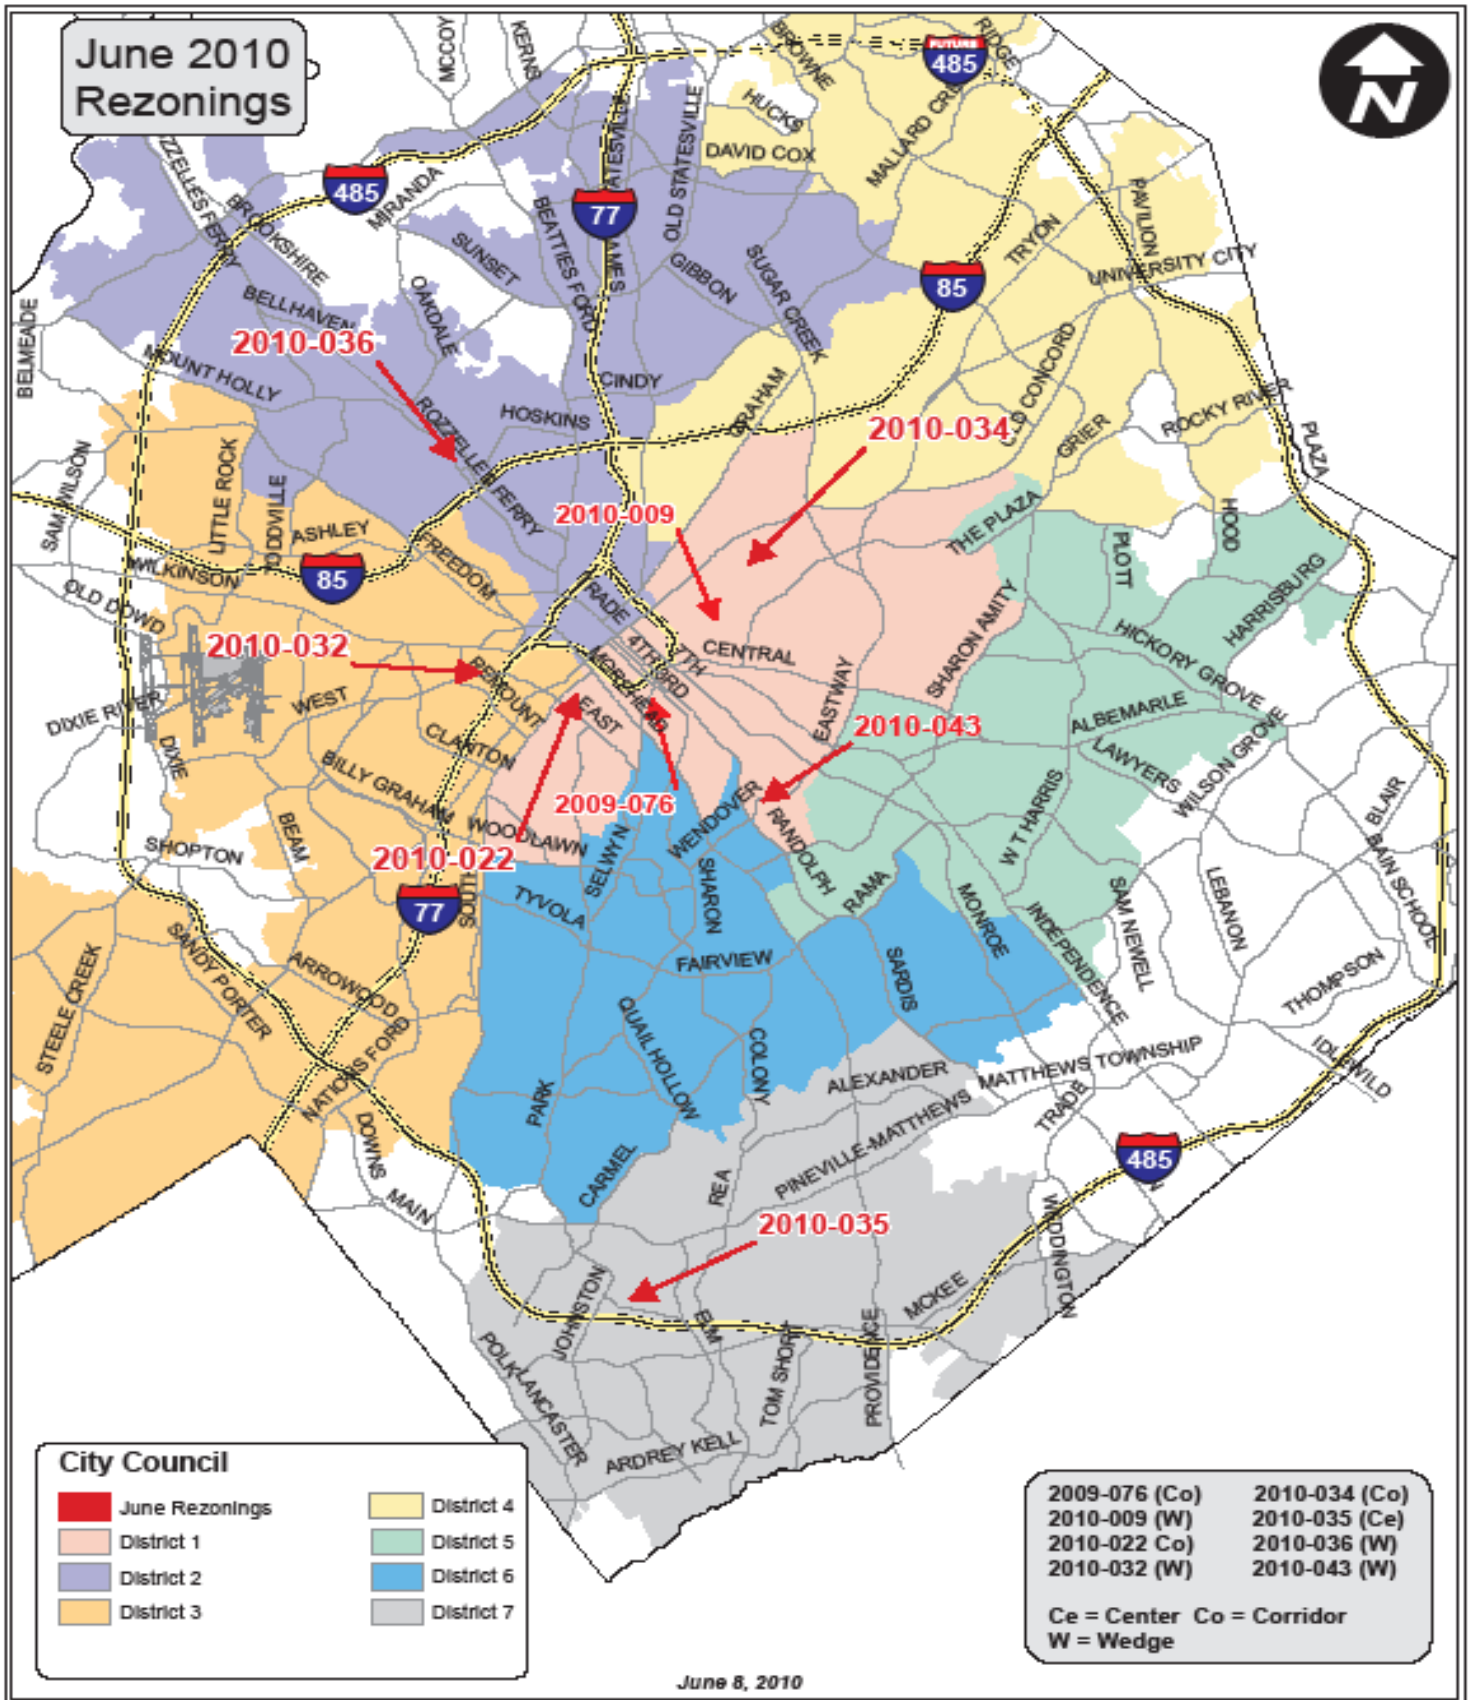 June 2010
Rezonings
N
MCCOY
KERNS
BROWNE
RIDGE
FUTURE
485
HUCKS
DAVID COX
MALLARD
OLD STATESVILLE
485
MIRANDA
BROOKSHIRE
77
BEATTIES FORD
SUNSET
GIBBON
SUGAR CREEK
TRYON
PAVILION
UNIVERSITY CITY
85
BELLHAVEN
OAKDALE
BELMEADE
2010-036
MOUNT HOLLY
CINDY
HOSKINS
GRAHAM
OLD CONCORD
GRIER
ROCKY RIVER
PLAZA
2010-034
SAM WILSON
LITTLE ROCK
ASHLEY
FREEDOM
2010-009
THE PLAZA
PLOTT
HOOD
HARRISBURG
WILKINSON
85
OLD DOWD
2010-032
4TH
7TH
CENTRAL
SHARON AMITY
HICKORY GROVE
MOREHEAD
REMOUNT
EAST
WEST
DIXIE RIVER
DIXIE
CLANTON
EASTWAY
2010-043
ALBEMARLE
LAWYERS
WILSON GROVE
BILLY GRAHAM
2009-076
WENDOVER
RANDOLPH
W T HARRIS
BLAIR
BAIN SCHOOL
BEAM
WOODLAWN
SELWYN
SHOPTON
2010-022
77
TYVOLA
SHARON
RAMA
MONROE
SAM NEWELL
LEBANON
INDEPENDENCE
FAIRVIEW
SARDIS
SANDY PORTER
ARROWOOD
STEELE CREEK
NATIONS FORD
THOMPSON
IDLEWILD
QUAIL HOLLOW
COLONY
PARK
ALEXANDER
MATTHEWS TOWNSHIP
TRADE
PINEVILLE-MATTHEWS
485
DOWNS
MAIN
CARMEL
REA
WEDDINGTON
2010-035
JOHNSTON
ELM
MCKEE
POLK
LANCASTER
TOM SHORT
PROVIDENCE
ARDREY KELL
City Council
June Rezonings
District 1
District 2
District 3
District 4
District 5
District 6
District 7
2009-076 (Co) 2010-034 (Co)
2010-009 (W) 2010-035 (Ce)
2010-022 Co) 2010-036 (W)
2010-032 (W) 2010-043 (W)
Ce = Center Co = Corridor
W = Wedge
June 8, 2010